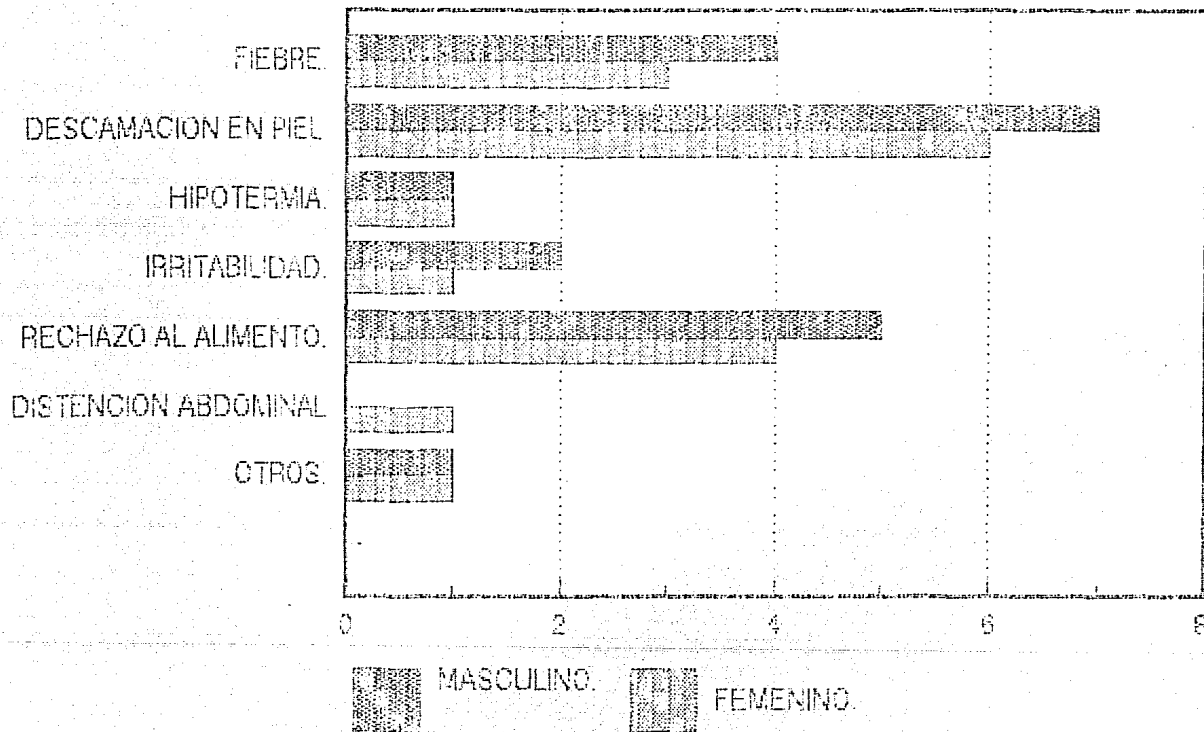 FIEBRE.
DESCAMACION EN PIEL
HIPOTERMIA.
IRRITABILIDAD.
RECHAZO AL ALIMENTO.
DISTENCION ABDOMINAL
OTROS.
0 2 4 6 8
MASCULINO. FEMENINO.